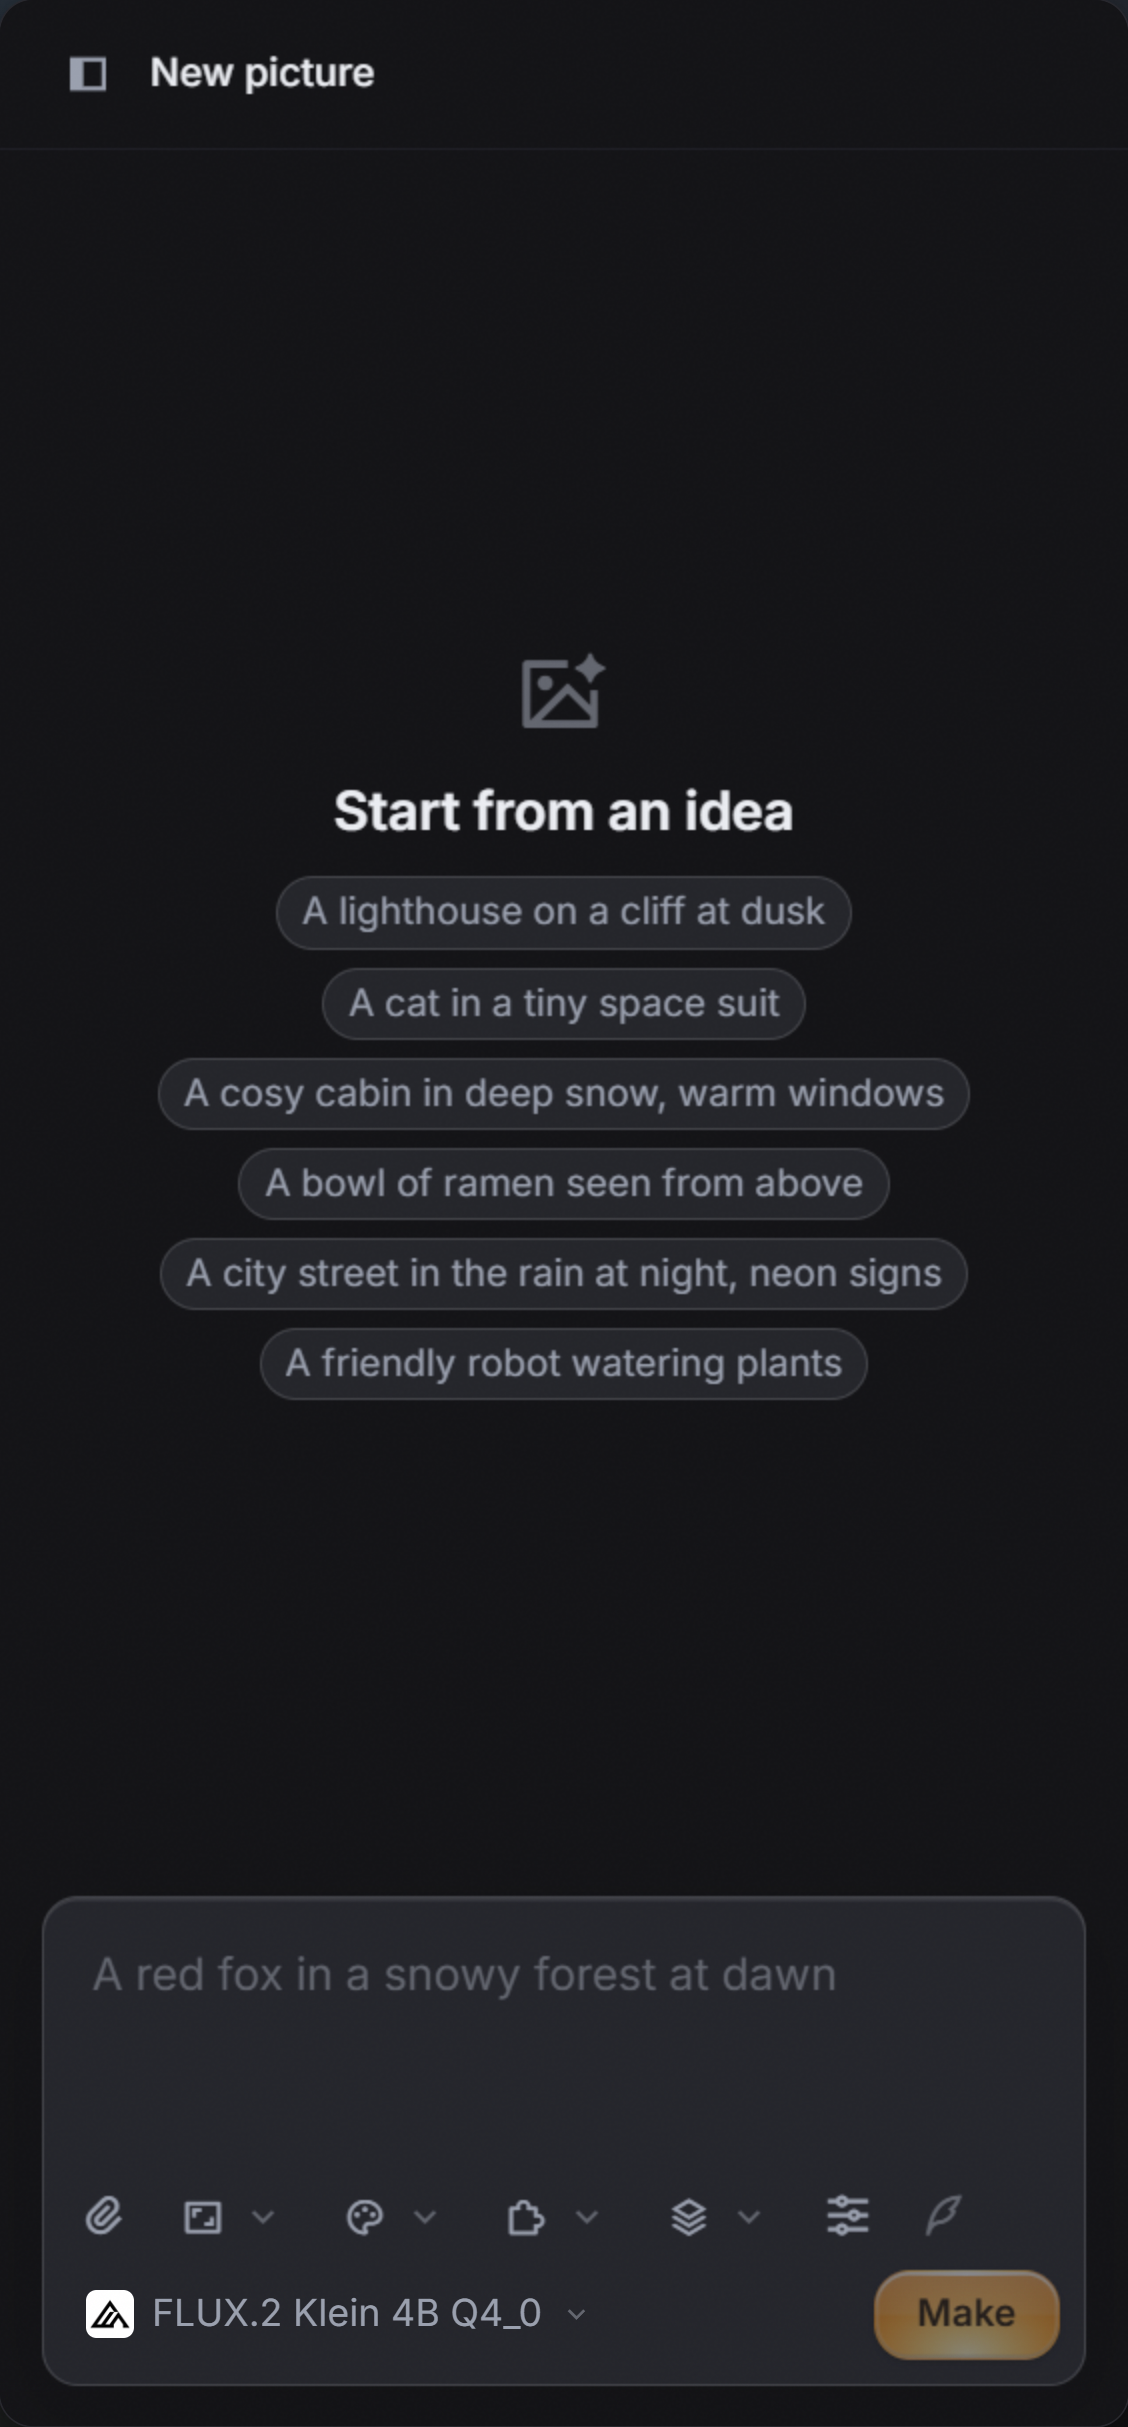 New picture
Start from an idea
A lighthouse on a cliff at dusk
A cat in a tiny space suit
A cosy cabin in deep snow, warm windows
A bowl of ramen seen from above
A city street in the rain at night, neon signs
A friendly robot watering plants
A red fox in a snowy forest at dawn
FLUX.2 Klein 4B Q4_0
Make